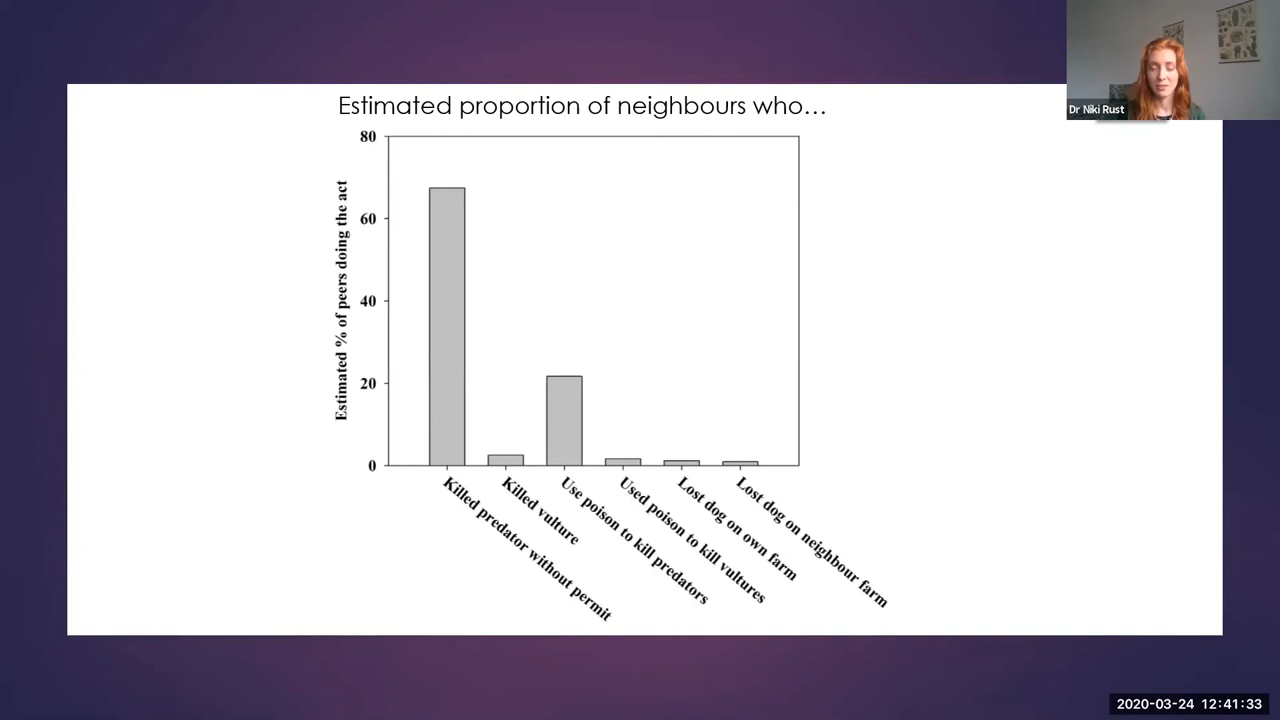 Estimated proportion of neighbours who...
Dr Niki Rust
Estimated % of peers doing the act
80
60
40
20
0
Killed predator without permit
Killed vulture
Use poison to kill predators
Used poison to kill vultures
Lost dog on own farm
Lost dog on neighbour farm
2020-03-24 12:41:33